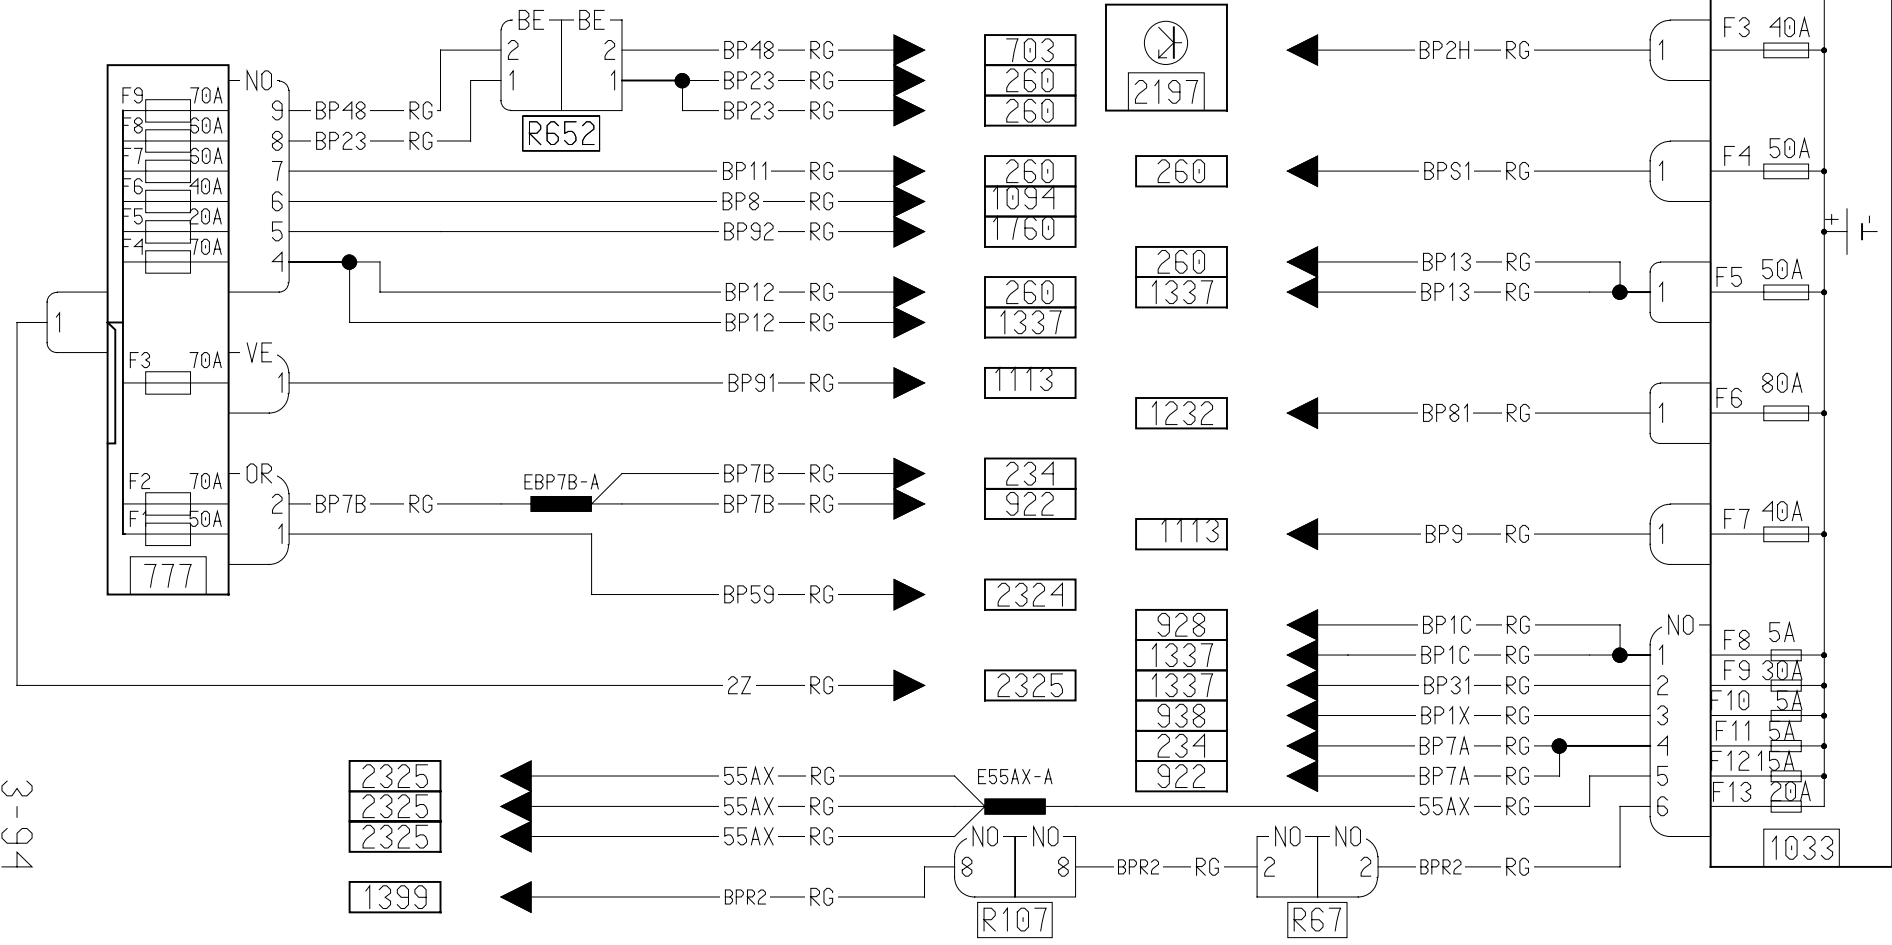 BE BE
2 2 BP48 RG 703
1 1 BP23 RG 260
BP23 RG 260
R652
2197
NO
F9 70A 9 BP48 RG
F8 60A 8 BP23 RG
F7 60A 7 BP11 RG 260
F6 40A 6 BP8 RG 1094
F5 20A 5 BP92 RG 1760
F4 70A 4
BP12 RG 260
BP12 RG 1337
1
VE
F3 70A 1 BP91 RG 1113
OR
F2 70A 2 BP7B RG EBP7B-A BP7B RG 234
BP7B RG 922
F1 50A 1
BP59 RG 2324
777
2Z RG 2325
BP2H RG 1 F3 40A
260 BPS1 RG 1 F4 50A
+ -
260 BP13 RG
1337 BP13 RG 1 F5 50A
1232 BP81 RG 1 F6 80A
1113 BP9 RG 1 F7 40A
NO
928 BP1C RG
1337 BP1C RG 1 F8 5A
1337 BP31 RG 2 F9 30A
938 BP1X RG 3 F10 5A
234 BP7A RG 4 F11 5A
922 BP7A RG 5 F12 15A
6 F13 20A
1033
2325 55AX RG E55AX-A
2325 55AX RG 55AX RG
2325 55AX RG
NO NO NO NO
8 8 BPR2 RG 2 2 BPR2 RG
1399 BPR2 RG
R107 R67
3-94